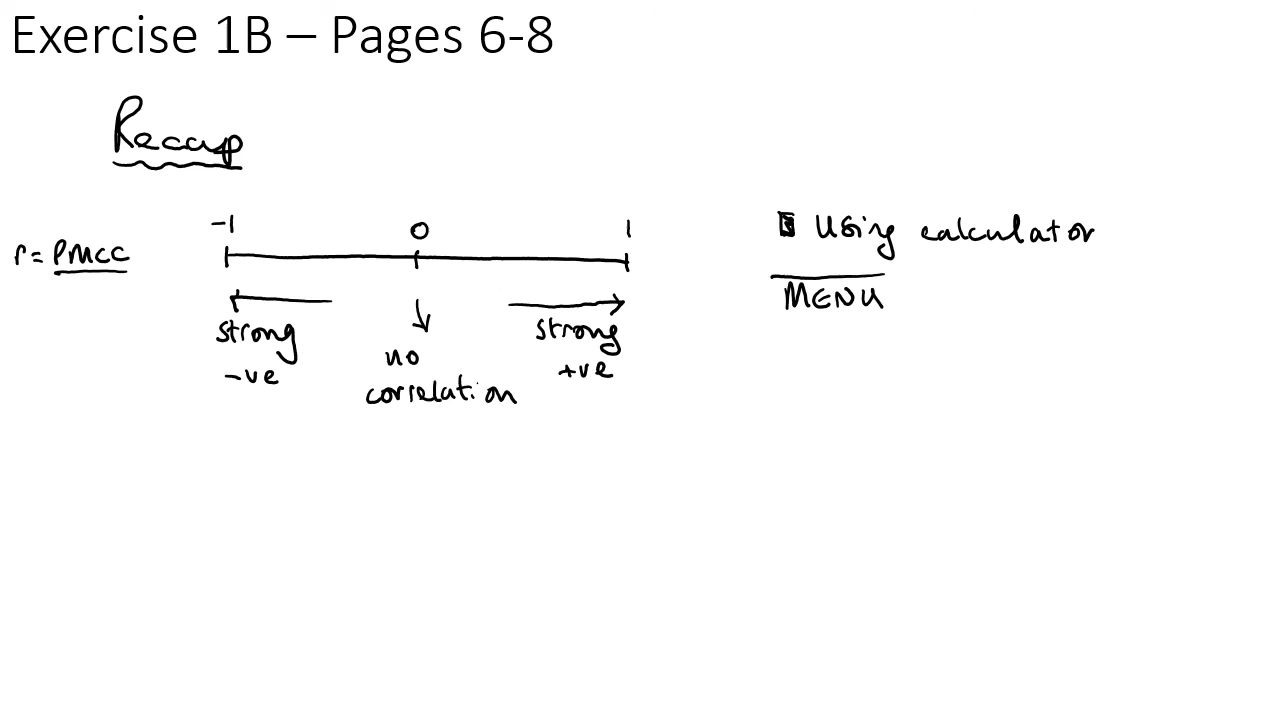 Exercise 1B – Pages 6-8
Recap
r = PMCC
-1 0 1
strong -ve
no correlation
strong +ve
Using calculator
MENU